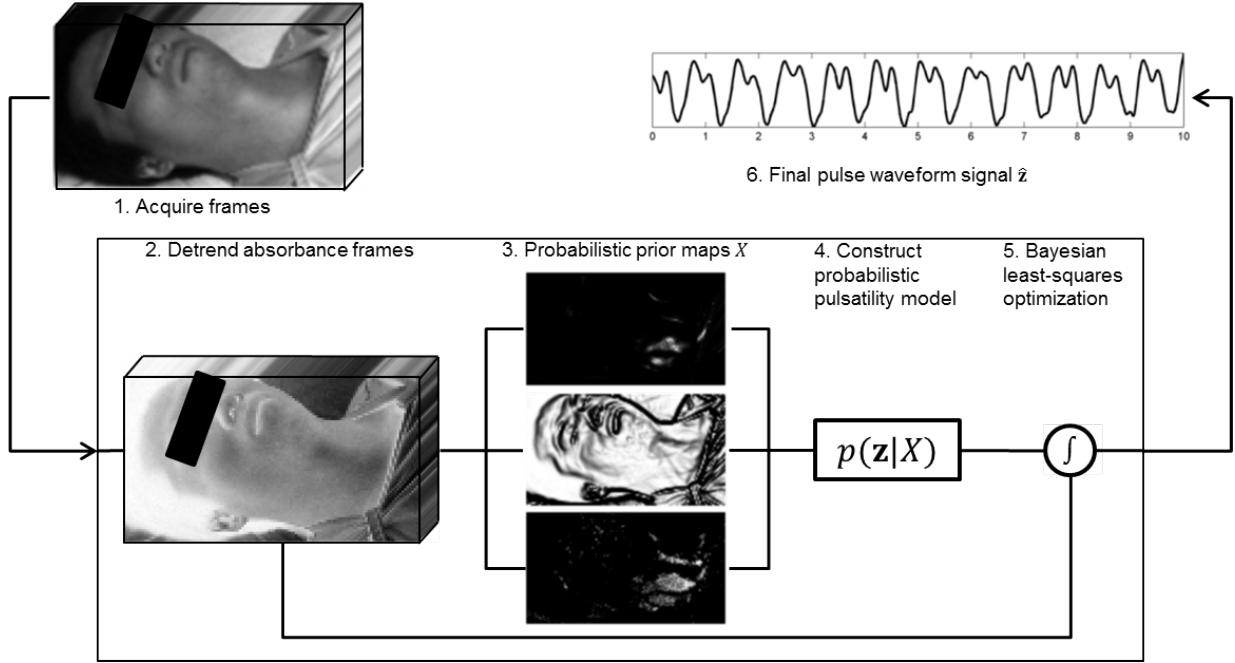 0 1 2 3 4 5 6 7 8 9 10
6. Final pulse waveform signal ẑ
1. Acquire frames
2. Detrend absorbance frames
3. Probabilistic prior maps X
4. Construct
probabilistic
pulsatility model
5. Bayesian
least-squares
optimization
p(z|X)
∫